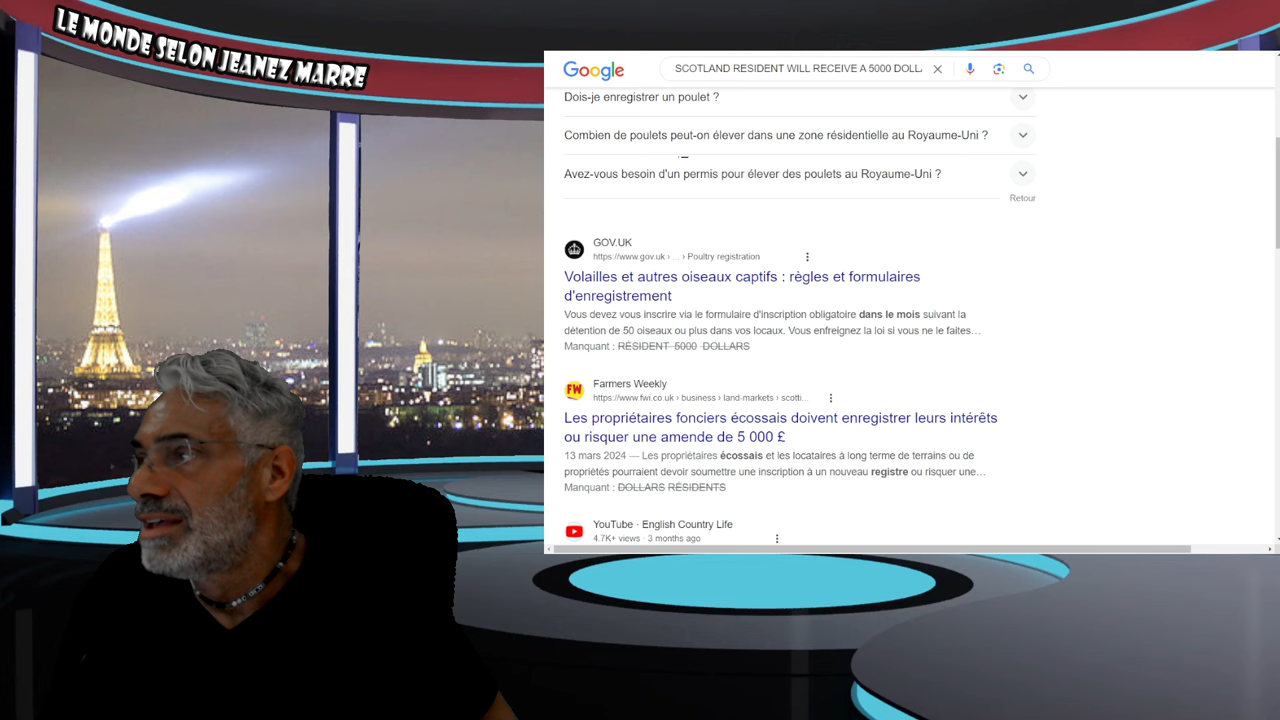 LE MONDE SELON JEANEZ MARRE
Google
SCOTLAND RESIDENT WILL RECEIVE A 5000 DOLL
Dois-je enregistrer un poulet ?
Combien de poulets peut-on élever dans une zone résidentielle au Royaume-Uni ?
Avez-vous besoin d'un permis pour élever des poulets au Royaume-Uni ?
Retour
GOV.UK
https://www.gov.uk › ... › Poultry registration
Volailles et autres oiseaux captifs : règles et formulaires
d'enregistrement
Vous devez vous inscrire via le formulaire d'inscription obligatoire dans le mois suivant la
détention de 50 oiseaux ou plus dans vos locaux. Vous enfreignez la loi si vous ne le faites…
Manquant : RÉSIDENT 5000 DOLLARS
FW
Farmers Weekly
https://www.fwi.co.uk › business › land-markets › scotti...
Les propriétaires fonciers écossais doivent enregistrer leurs intérêts
ou risquer une amende de 5 000 £
13 mars 2024 — Les propriétaires écossais et les locataires à long terme de terrains ou de
propriétés pourraient devoir soumettre une inscription à un nouveau registre ou risquer une…
Manquant : DOLLARS RÉSIDENTS
YouTube · English Country Life
4.7K+ views · 3 months ago